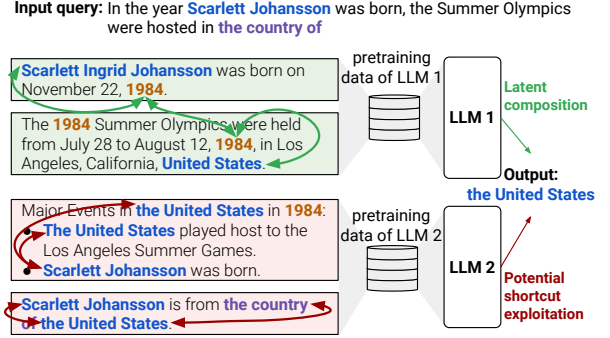 Input query: In the year Scarlett Johansson was born, the Summer Olympics
were hosted in the country of
Scarlett Ingrid Johansson was born on
November 22, 1984.
The 1984 Summer Olympics were held
from July 28 to August 12, 1984, in Los
Angeles, California, United States.
pretraining
data of LLM 1
LLM 1
Latent
composition
Output:
the United States
Major Events in the United States in 1984:
• The United States played host to the
Los Angeles Summer Games.
• Scarlett Johansson was born.
Scarlett Johansson is from the country
of the United States.
pretraining
data of LLM 2
LLM 2
Potential
shortcut
exploitation